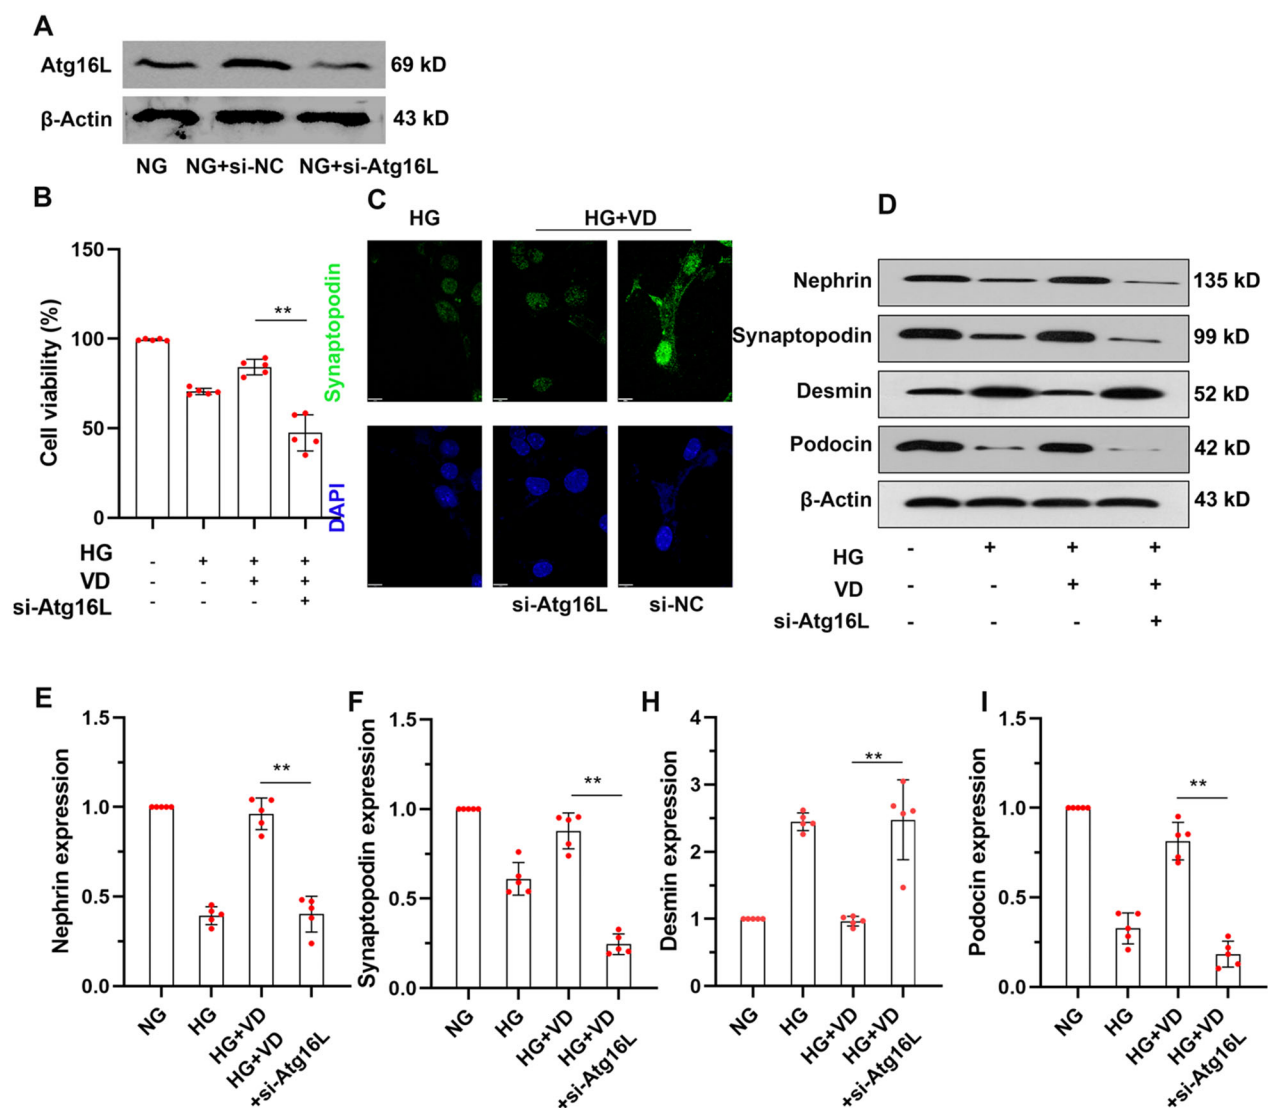 A
Atg16L 69 kD
β-Actin 43 kD
NG NG+si-NC NG+si-Atg16L
B
Cell viability (%)
150
100
50
0
**
HG - + + +
VD - - + +
si-Atg16L - - - +
C
HG HG+VD
Synaptopodin
DAPI
si-Atg16L si-NC
D
Nephrin 135 kD
Synaptopodin 99 kD
Desmin 52 kD
Podocin 42 kD
β-Actin 43 kD
HG - + + +
VD - - + +
si-Atg16L - - - +
E
Nephrin expression
1.5
1.0
0.5
0.0
**
NG
HG
HG+VD
HG+VD
+si-Atg16L
F
Synaptopodin expression
1.5
1.0
0.5
0.0
**
NG
HG
HG+VD
HG+VD
+si-Atg16L
H
Desmin expression
4
3
2
1
0
**
NG
HG
HG+VD
HG+VD
+si-Atg16L
I
Podocin expression
1.5
1.0
0.5
0.0
**
NG
HG
HG+VD
HG+VD
+si-Atg16L